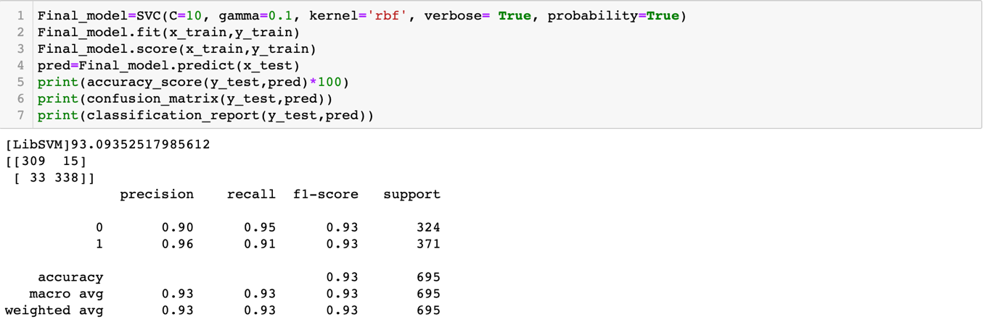 1 Final_model=SVC(C=10, gamma=0.1, kernel='rbf', verbose= True, probability=True)
2 Final_model.fit(x_train,y_train)
3 Final_model.score(x_train,y_train)
4 pred=Final_model.predict(x_test)
5 print(accuracy_score(y_test,pred)*100)
6 print(confusion_matrix(y_test,pred))
7 print(classification_report(y_test,pred))
[LibSVM]93.09352517985612
[[309  15]
 [ 33 338]]
              precision    recall  f1-score   support
           0       0.90      0.95      0.93       324
           1       0.96      0.91      0.93       371
    accuracy                           0.93       695
   macro avg       0.93      0.93      0.93       695
weighted avg       0.93      0.93      0.93       695